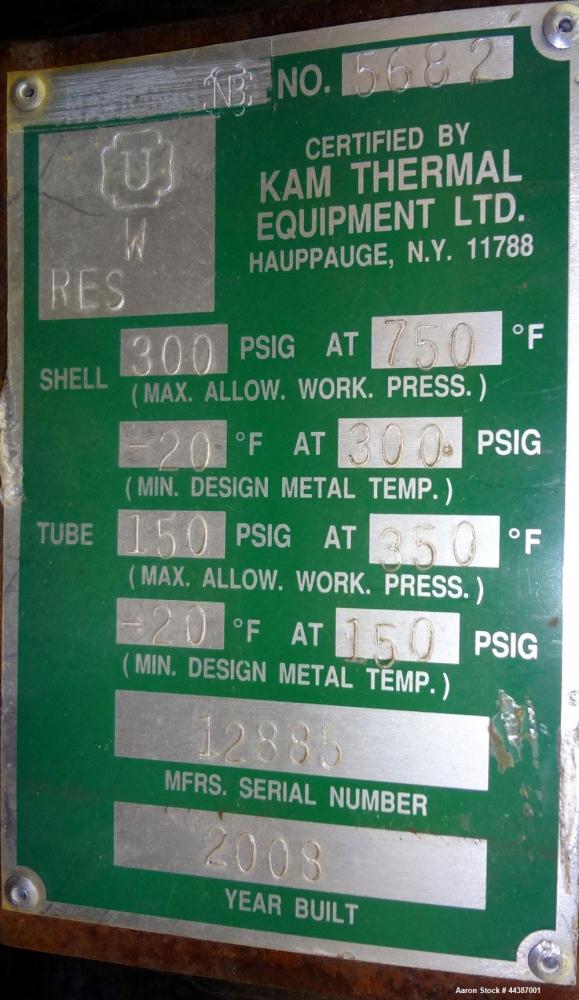 NB NO. 5682
U
W
RES
CERTIFIED BY
KAM THERMAL
EQUIPMENT LTD.
HAUPPAUGE, N.Y. 11788
SHELL 300 PSIG AT 750 °F
(MAX. ALLOW. WORK. PRESS.)
-20 °F AT 300 PSIG
(MIN. DESIGN METAL TEMP.)
TUBE 150 PSIG AT 350 °F
(MAX. ALLOW. WORK. PRESS.)
-20 °F AT 150 PSIG
(MIN. DESIGN METAL TEMP.)
12885
MFRS. SERIAL NUMBER
2008
YEAR BUILT
Aaron Stock # 44387001